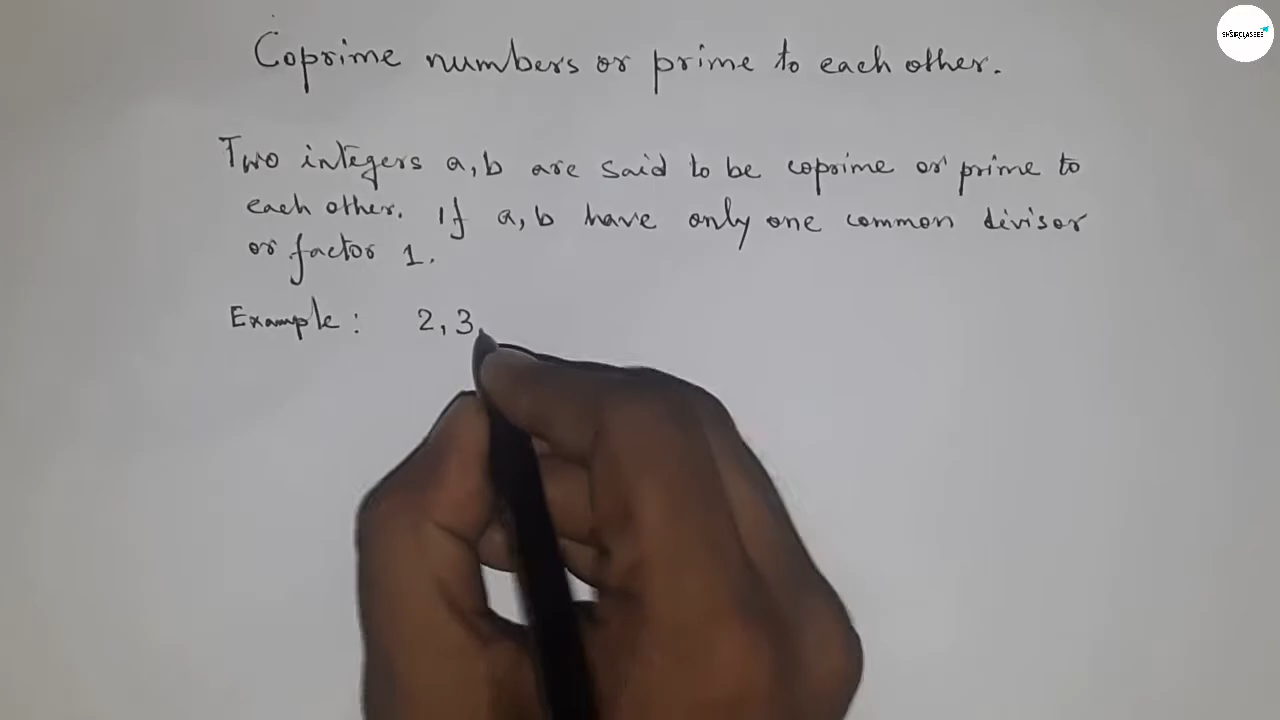 SHSIRCLASSES
Coprime numbers or prime to each other.
Two integers a, b are said to be coprime or prime to
each other. If a, b have only one common divisor
or factor 1.
Example : 2, 3,